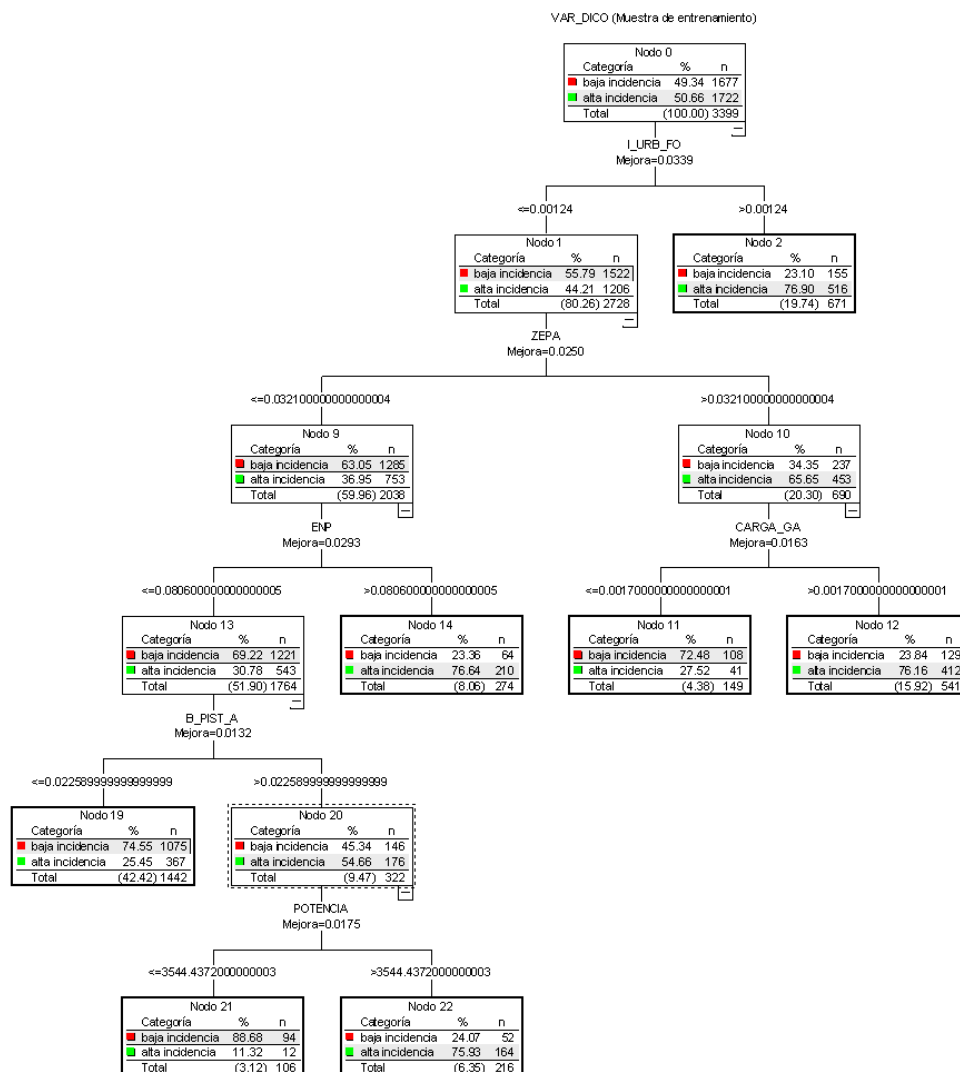 VAR_DICO (Muestra de entrenamiento)
Nodo 0
Categoría % n
baja incidencia 49.34 1677
alta incidencia 50.66 1722
Total (100.00) 3399
I_URB_FO
Mejora=0.0339
<=0.00124 >0.00124
Nodo 1
Categoría % n
baja incidencia 55.79 1522
alta incidencia 44.21 1206
Total (80.26) 2728
Nodo 2
Categoría % n
baja incidencia 23.10 155
alta incidencia 76.90 516
Total (19.74) 671
ZEPA
Mejora=0.0250
<=0.032100000000000004 >0.032100000000000004
Nodo 9
Categoría % n
baja incidencia 63.05 1285
alta incidencia 36.95 753
Total (59.96) 2038
Nodo 10
Categoría % n
baja incidencia 34.35 237
alta incidencia 65.65 453
Total (20.30) 690
ENP
Mejora=0.0293
CARGA_GA
Mejora=0.0163
<=0.080600000000000005 >0.080600000000000005
<=0.0017000000000000001 >0.0017000000000000001
Nodo 13
Categoría % n
baja incidencia 69.22 1221
alta incidencia 30.78 543
Total (51.90) 1764
Nodo 14
Categoría % n
baja incidencia 23.36 64
alta incidencia 76.64 210
Total (8.06) 274
Nodo 11
Categoría % n
baja incidencia 72.48 108
alta incidencia 27.52 41
Total (4.38) 149
Nodo 12
Categoría % n
baja incidencia 23.84 129
alta incidencia 76.16 412
Total (15.92) 541
B_PIST_A
Mejora=0.0132
<=0.022589999999999999 >0.022589999999999999
Nodo 19
Categoría % n
baja incidencia 74.55 1075
alta incidencia 25.45 367
Total (42.42) 1442
Nodo 20
Categoría % n
baja incidencia 45.34 146
alta incidencia 54.66 176
Total (9.47) 322
POTENCIA
Mejora=0.0175
<=3544.4372000000003 >3544.4372000000003
Nodo 21
Categoría % n
baja incidencia 88.68 94
alta incidencia 11.32 12
Total (3.12) 106
Nodo 22
Categoría % n
baja incidencia 24.07 52
alta incidencia 75.93 164
Total (6.35) 216